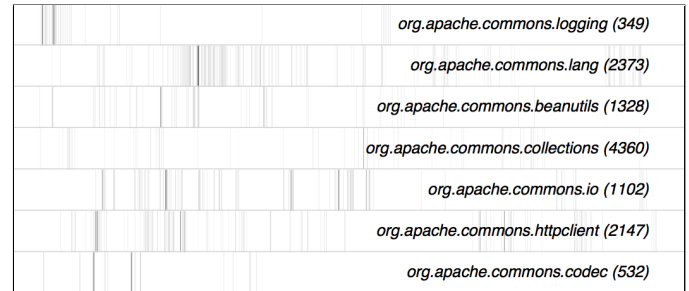 org.apache.commons.logging (349)
org.apache.commons.lang (2373)
org.apache.commons.beanutils (1328)
org.apache.commons.collections (4360)
org.apache.commons.io (1102)
org.apache.commons.httpclient (2147)
org.apache.commons.codec (532)